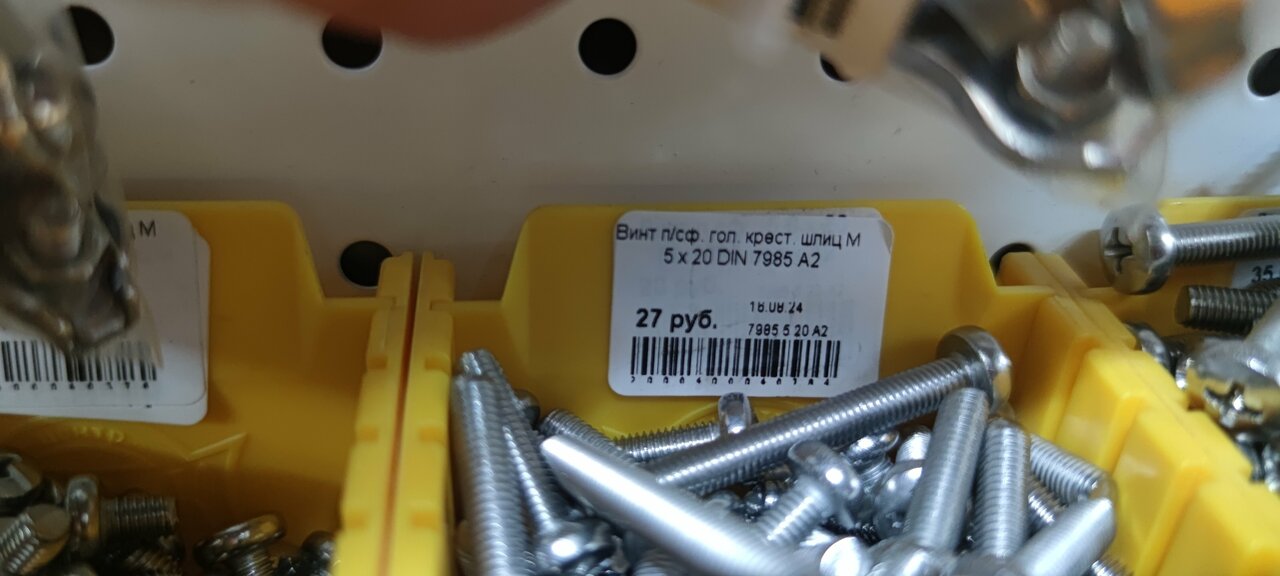 М
Винт п/сф. гол. крест. шлиц М
5 x 20 DIN 7985 A2
27 руб.
18.08.24
7985 5 20 A2
35.